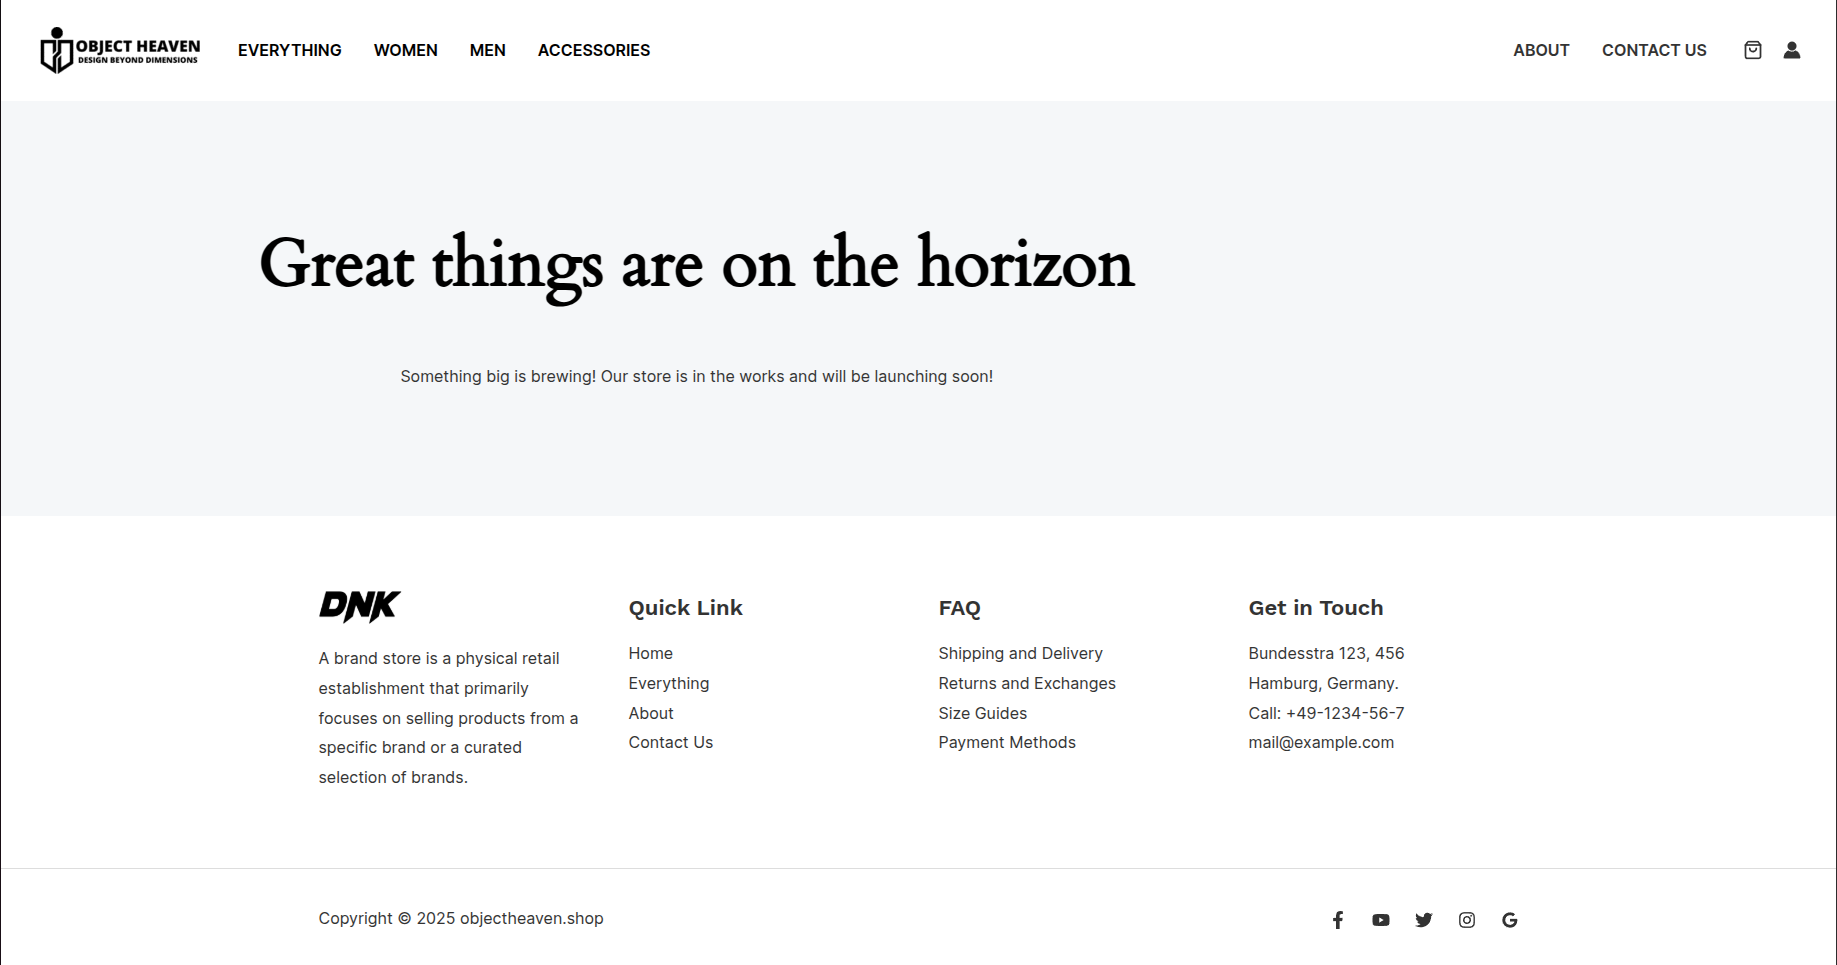 OBJECT HEAVEN
DESIGN BEYOND DIMENSIONS
EVERYTHING WOMEN MEN ACCESSORIES
ABOUT CONTACT US
Great things are on the horizon
Something big is brewing! Our store is in the works and will be launching soon!
DNK
A brand store is a physical retail
establishment that primarily
focuses on selling products from a
specific brand or a curated
selection of brands.
Quick Link
Home
Everything
About
Contact Us
FAQ
Shipping and Delivery
Returns and Exchanges
Size Guides
Payment Methods
Get in Touch
Bundesstra 123, 456
Hamburg, Germany.
Call: +49-1234-56-7
mail@example.com
Copyright © 2025 objectheaven.shop